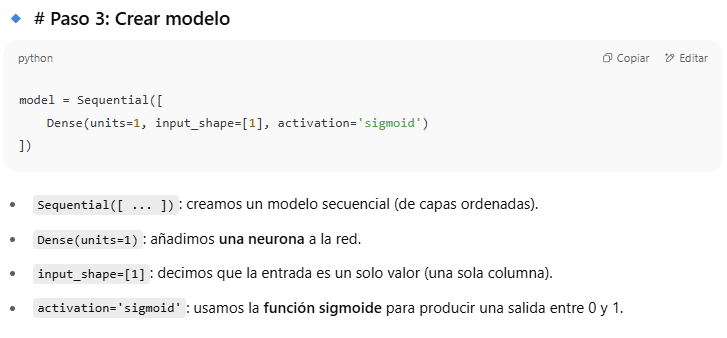 # Paso 3: Crear modelo
python Copiar Editar
model = Sequential([
    Dense(units=1, input_shape=[1], activation='sigmoid')
])
Sequential([ ... ]): creamos un modelo secuencial (de capas ordenadas).
Dense(units=1): añadimos una neurona a la red.
input_shape=[1]: decimos que la entrada es un solo valor (una sola columna).
activation='sigmoid': usamos la función sigmoide para producir una salida entre 0 y 1.